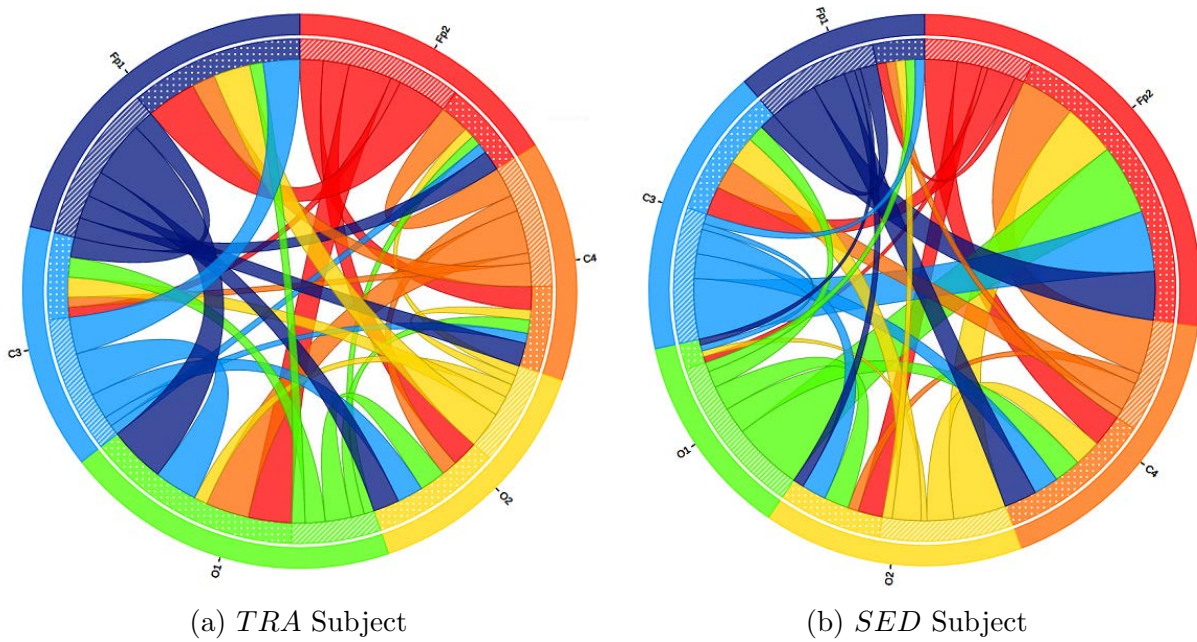 Fp1
Fp2
C3
C4
O1
O2
Fp1
Fp2
C3
C4
O1
O2
(a) TRA Subject
(b) SED Subject